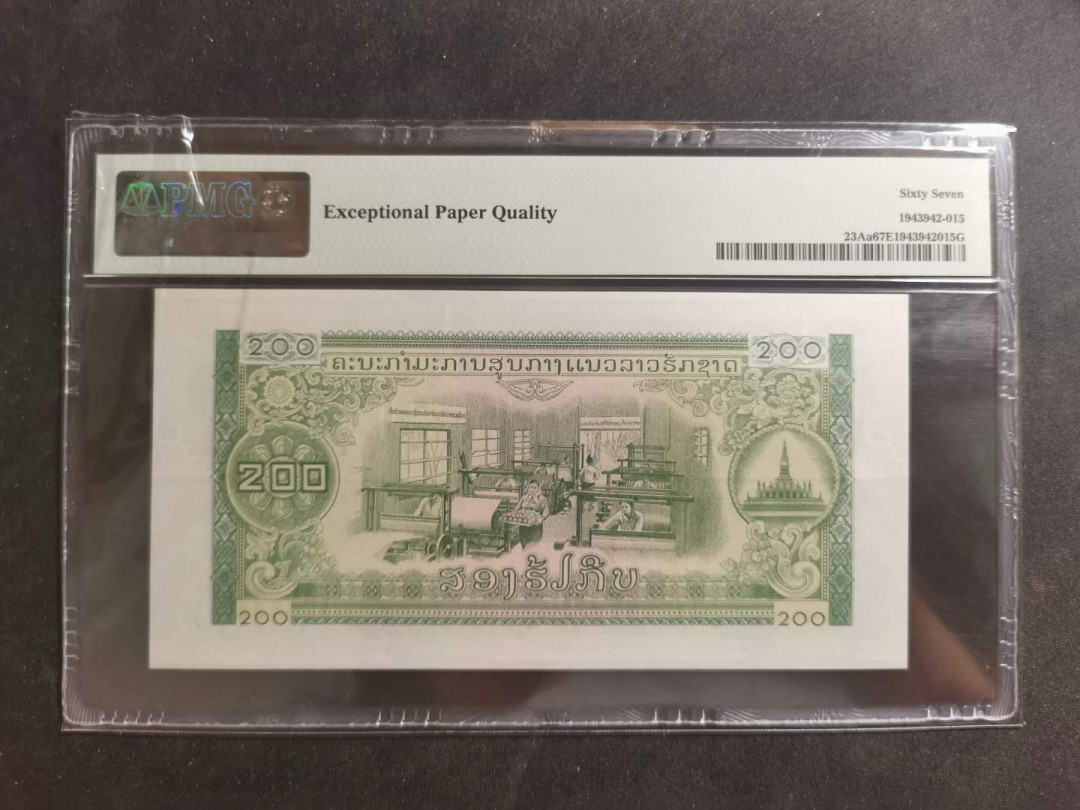 PMG
Exceptional Paper Quality
Sixty Seven
1943942-015
23Aa67E1943942015G
200
ຄະນະກຳມະການສູນກາງແນວລາວຮັກຊາດ
200
200
ສອງຮ້ອຍກີບ
200
200